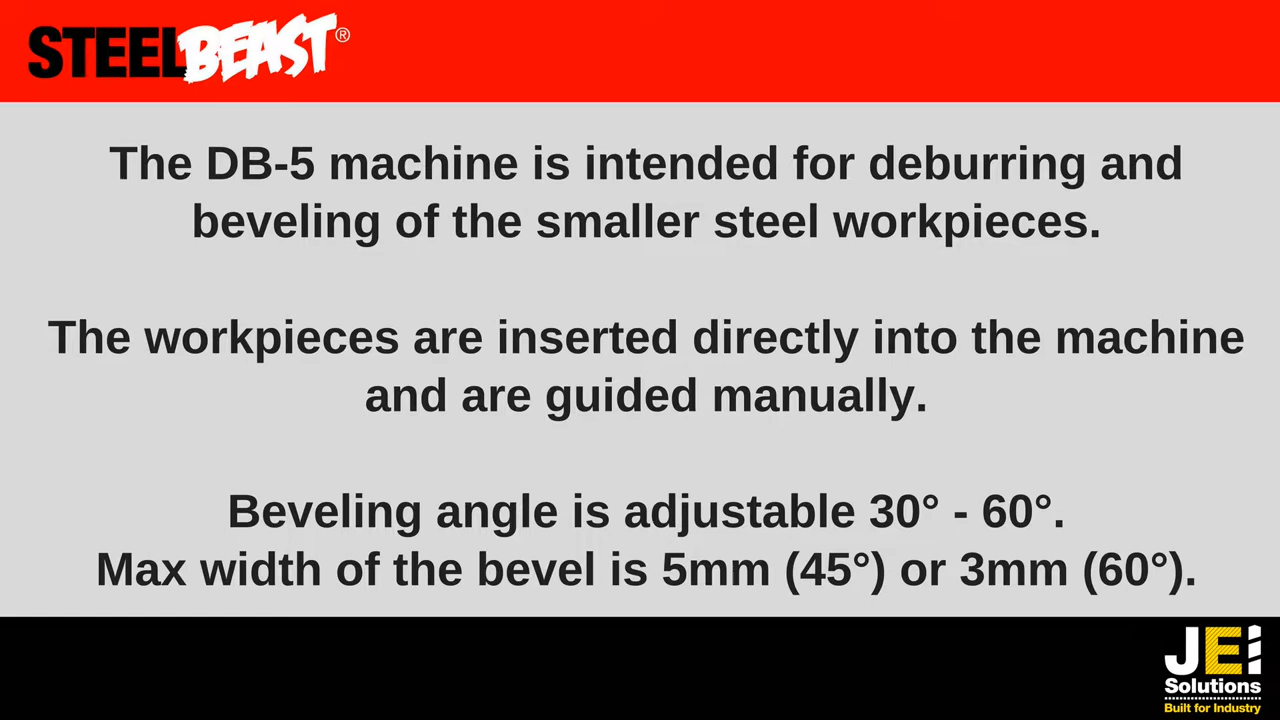 STEELBEAST®
The DB-5 machine is intended for deburring and
beveling of the smaller steel workpieces.
The workpieces are inserted directly into the machine
and are guided manually.
Beveling angle is adjustable 30° - 60°.
Max width of the bevel is 5mm (45°) or 3mm (60°).
JEI
Solutions
Built for Industry